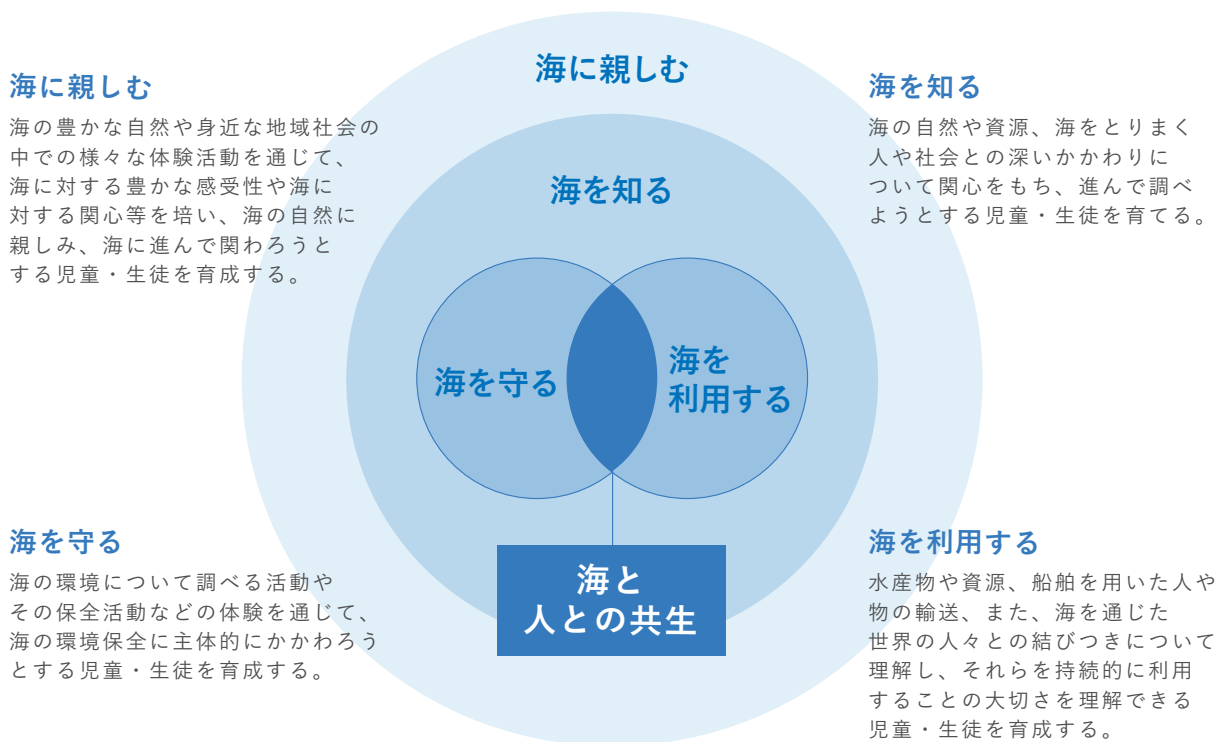 海に親しむ
海の豊かな自然や身近な地域社会の
中での様々な体験活動を通じて、
海に対する豊かな感受性や海に
対する関心等を培い、海の自然に
親しみ、海に進んで関わろうと
する児童・生徒を育成する。
海に親しむ
海を知る
海を守る
海を
利用する
海と
人との共生
海を知る
海の自然や資源、海をとりまく
人や社会との深いかかわりに
ついて関心をもち、進んで調べ
ようとする児童・生徒を育てる。
海を守る
海の環境について調べる活動や
その保全活動などの体験を通じて、
海の環境保全に主体的にかかわろう
とする児童・生徒を育成する。
海を利用する
水産物や資源、船舶を用いた人や
物の輸送、また、海を通じた
世界の人々との結びつきについて
理解し、それらを持続的に利用
することの大切さを理解できる
児童・生徒を育成する。